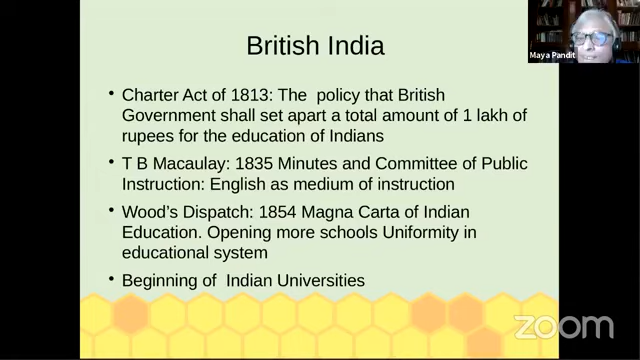 British India
Maya Pandit
• Charter Act of 1813: The policy that British
Government shall set apart a total amount of 1 lakh of
rupees for the education of Indians
• T B Macaulay: 1835 Minutes and Committee of Public
Instruction: English as medium of instruction
• Wood's Dispatch: 1854 Magna Carta of Indian
Education. Opening more schools Uniformity in
educational system
• Beginning of Indian Universities
zoom